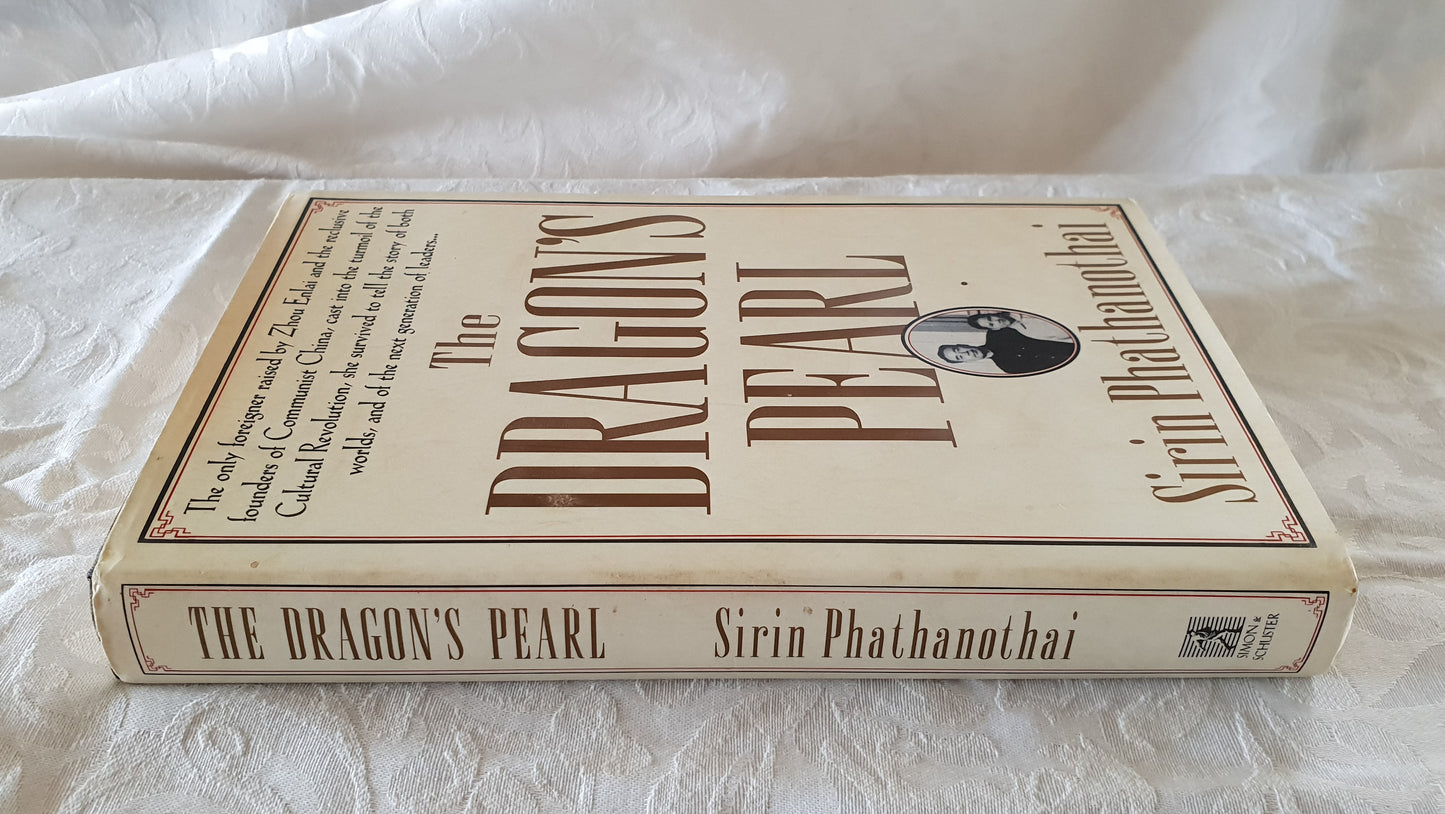 The only foreigner raised by Zhou Enlai and the reclusive
founders of Communist China, cast into the turmoil of the
Cultural Revolution, she survived to tell the story of both
worlds, and of the next generation of leaders...
The
DRAGON'S
PEARL
Sirin Phathanothai
THE DRAGON'S PEARL Sirin Phathanothai
SIMON &
SCHUSTER